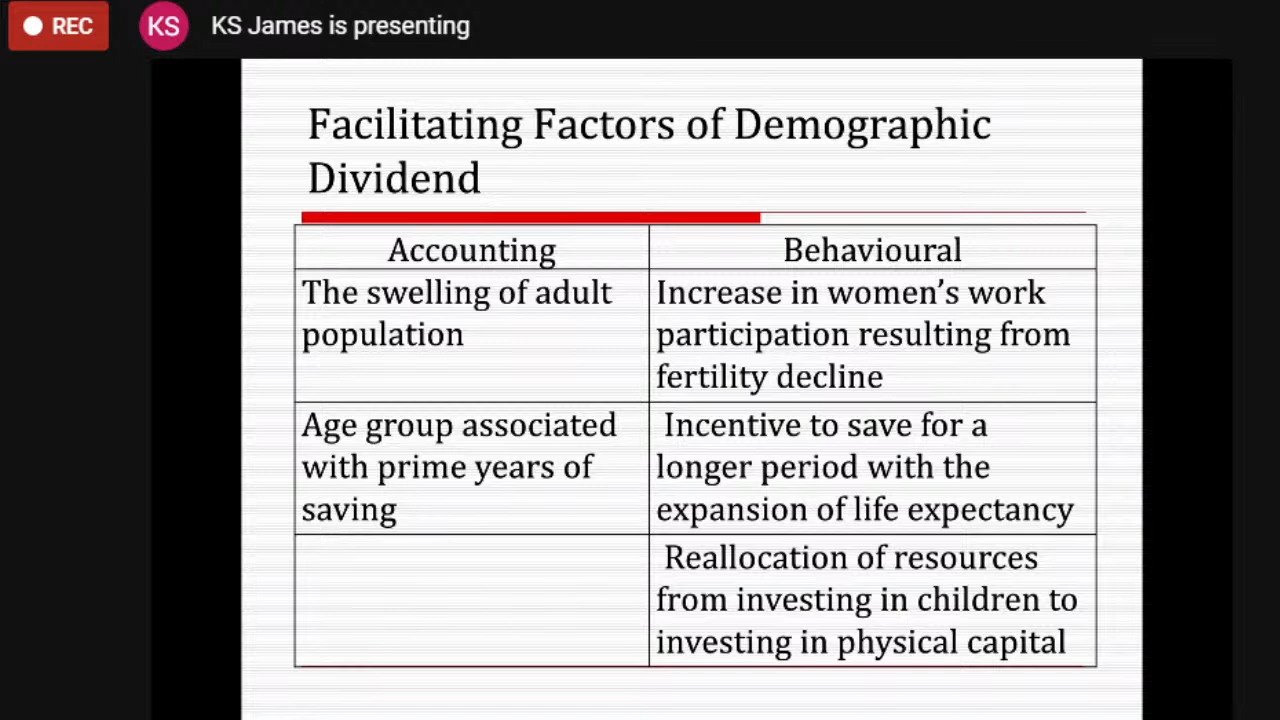 REC
KS
KS James is presenting
Facilitating Factors of Demographic
Dividend
Accounting
Behavioural
The swelling of adult
population
Increase in women’s work
participation resulting from
fertility decline
Age group associated
with prime years of
saving
Incentive to save for a
longer period with the
expansion of life expectancy
Reallocation of resources
from investing in children to
investing in physical capital